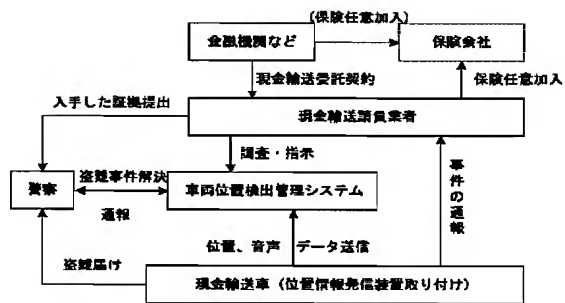 (保険任意加入)
金融機関など
保険会社
現金輸送委託契約
保険任意加入
入手した証拠提出
現金輸送請負業者
調査・指示
事件の通報
警察
盗難事件解決
通報
車両位置検出管理システム
位置、音声
データ送信
盗難届け
現金輸送車（位置情報発信装置取り付け）